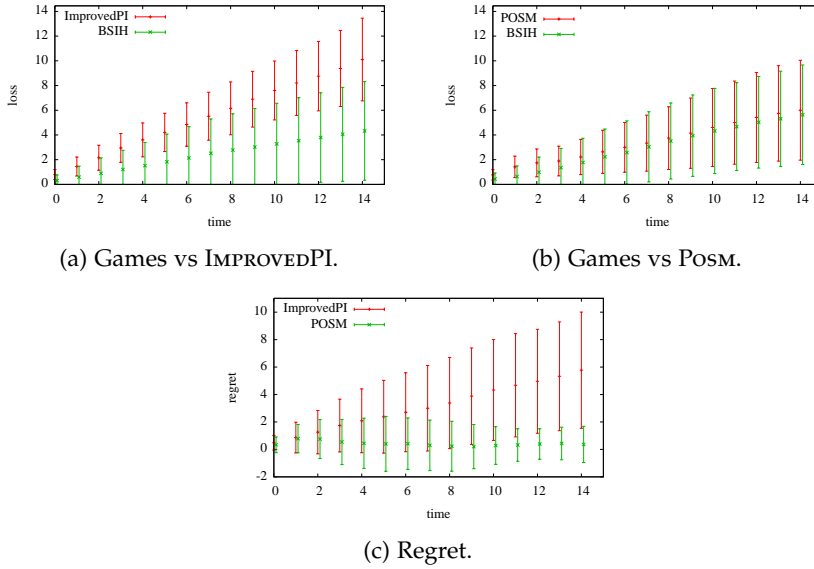 14
12
10
8
6
4
2
0
loss
ImprovedPI
BSIH
0 2 4 6 8 10 12 14
time
(a) Games vs IMPROVEDPI.
14
12
10
8
6
4
2
0
loss
POSM
BSIH
0 2 4 6 8 10 12 14
time
(b) Games vs POSM.
10
8
6
4
2
0
-2
regret
ImprovedPI
POSM
0 2 4 6 8 10 12 14
time
(c) Regret.